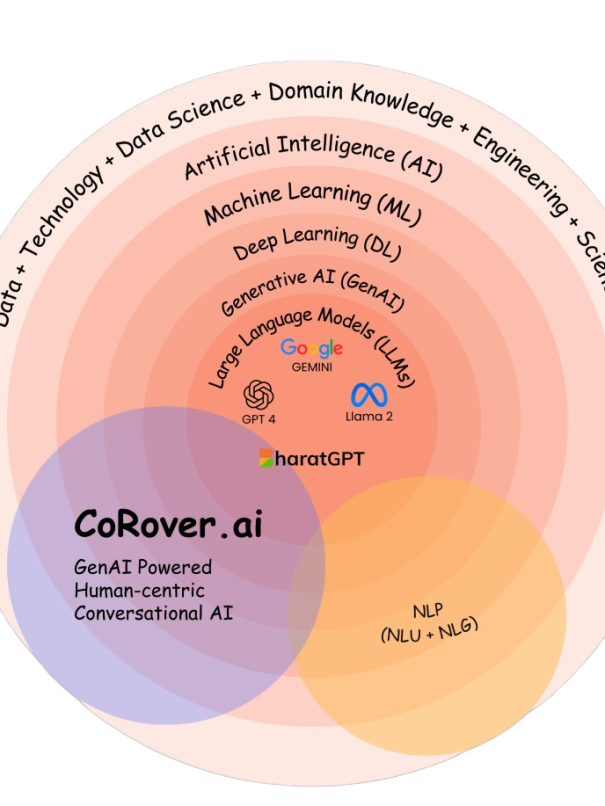 Data + Technology + Data Science + Domain Knowledge + Engineering +
Artificial Intelligence (AI)
Machine Learning (ML)
Deep Learning (DL)
Generative AI (GenAI)
Large Language Models (LLMs)
Google
GEMINI
GPT 4
Llama 2
BharatGPT
CoRover.ai
GenAI Powered
Human-centric
Conversational AI
NLP
(NLU + NLG)